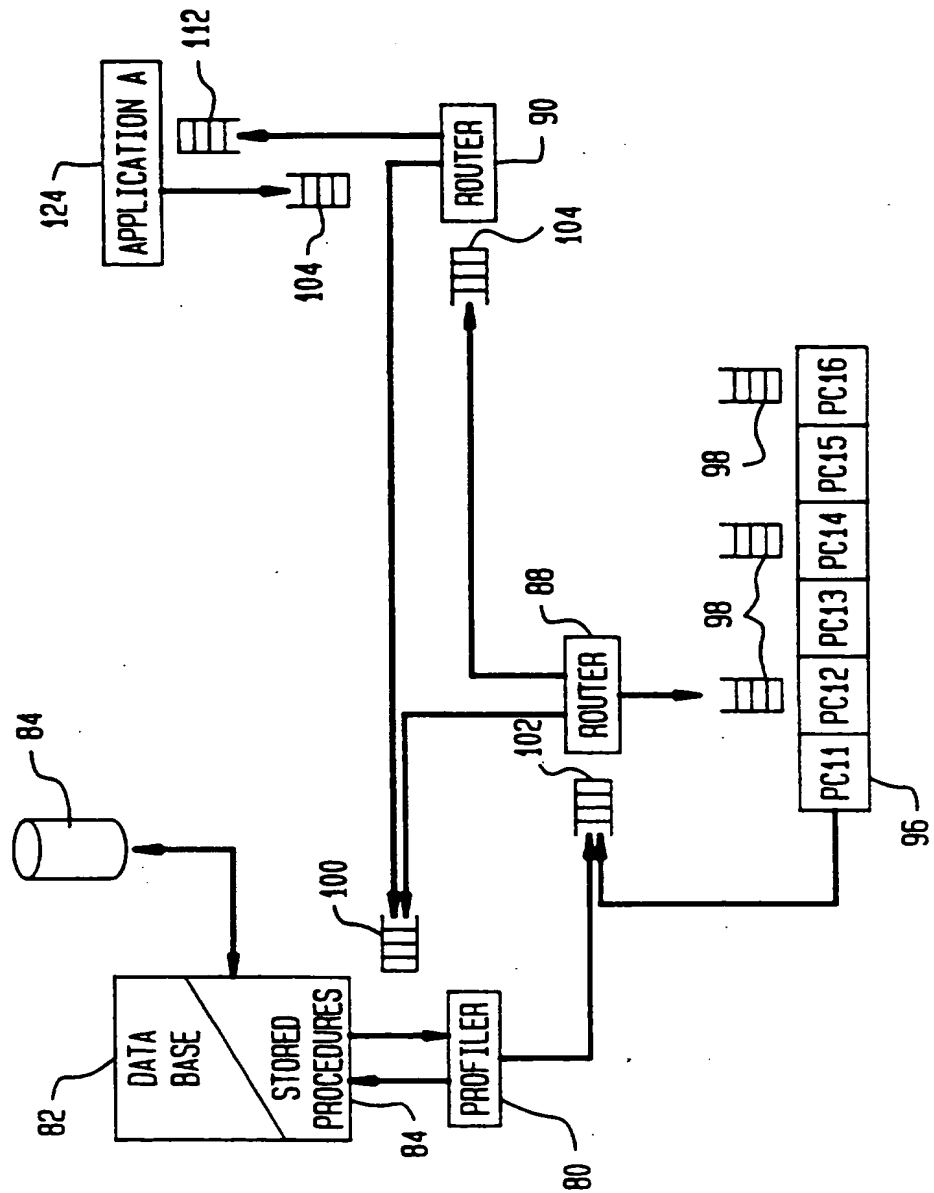 82
DATA
BASE
STORED
PROCEDURES
84
84
PROFILER
80
100
102
ROUTER
88
PC11
PC12
PC13
PC14
PC15
PC16
96
98
98
124
APPLICATION A
112
104
ROUTER
90
104